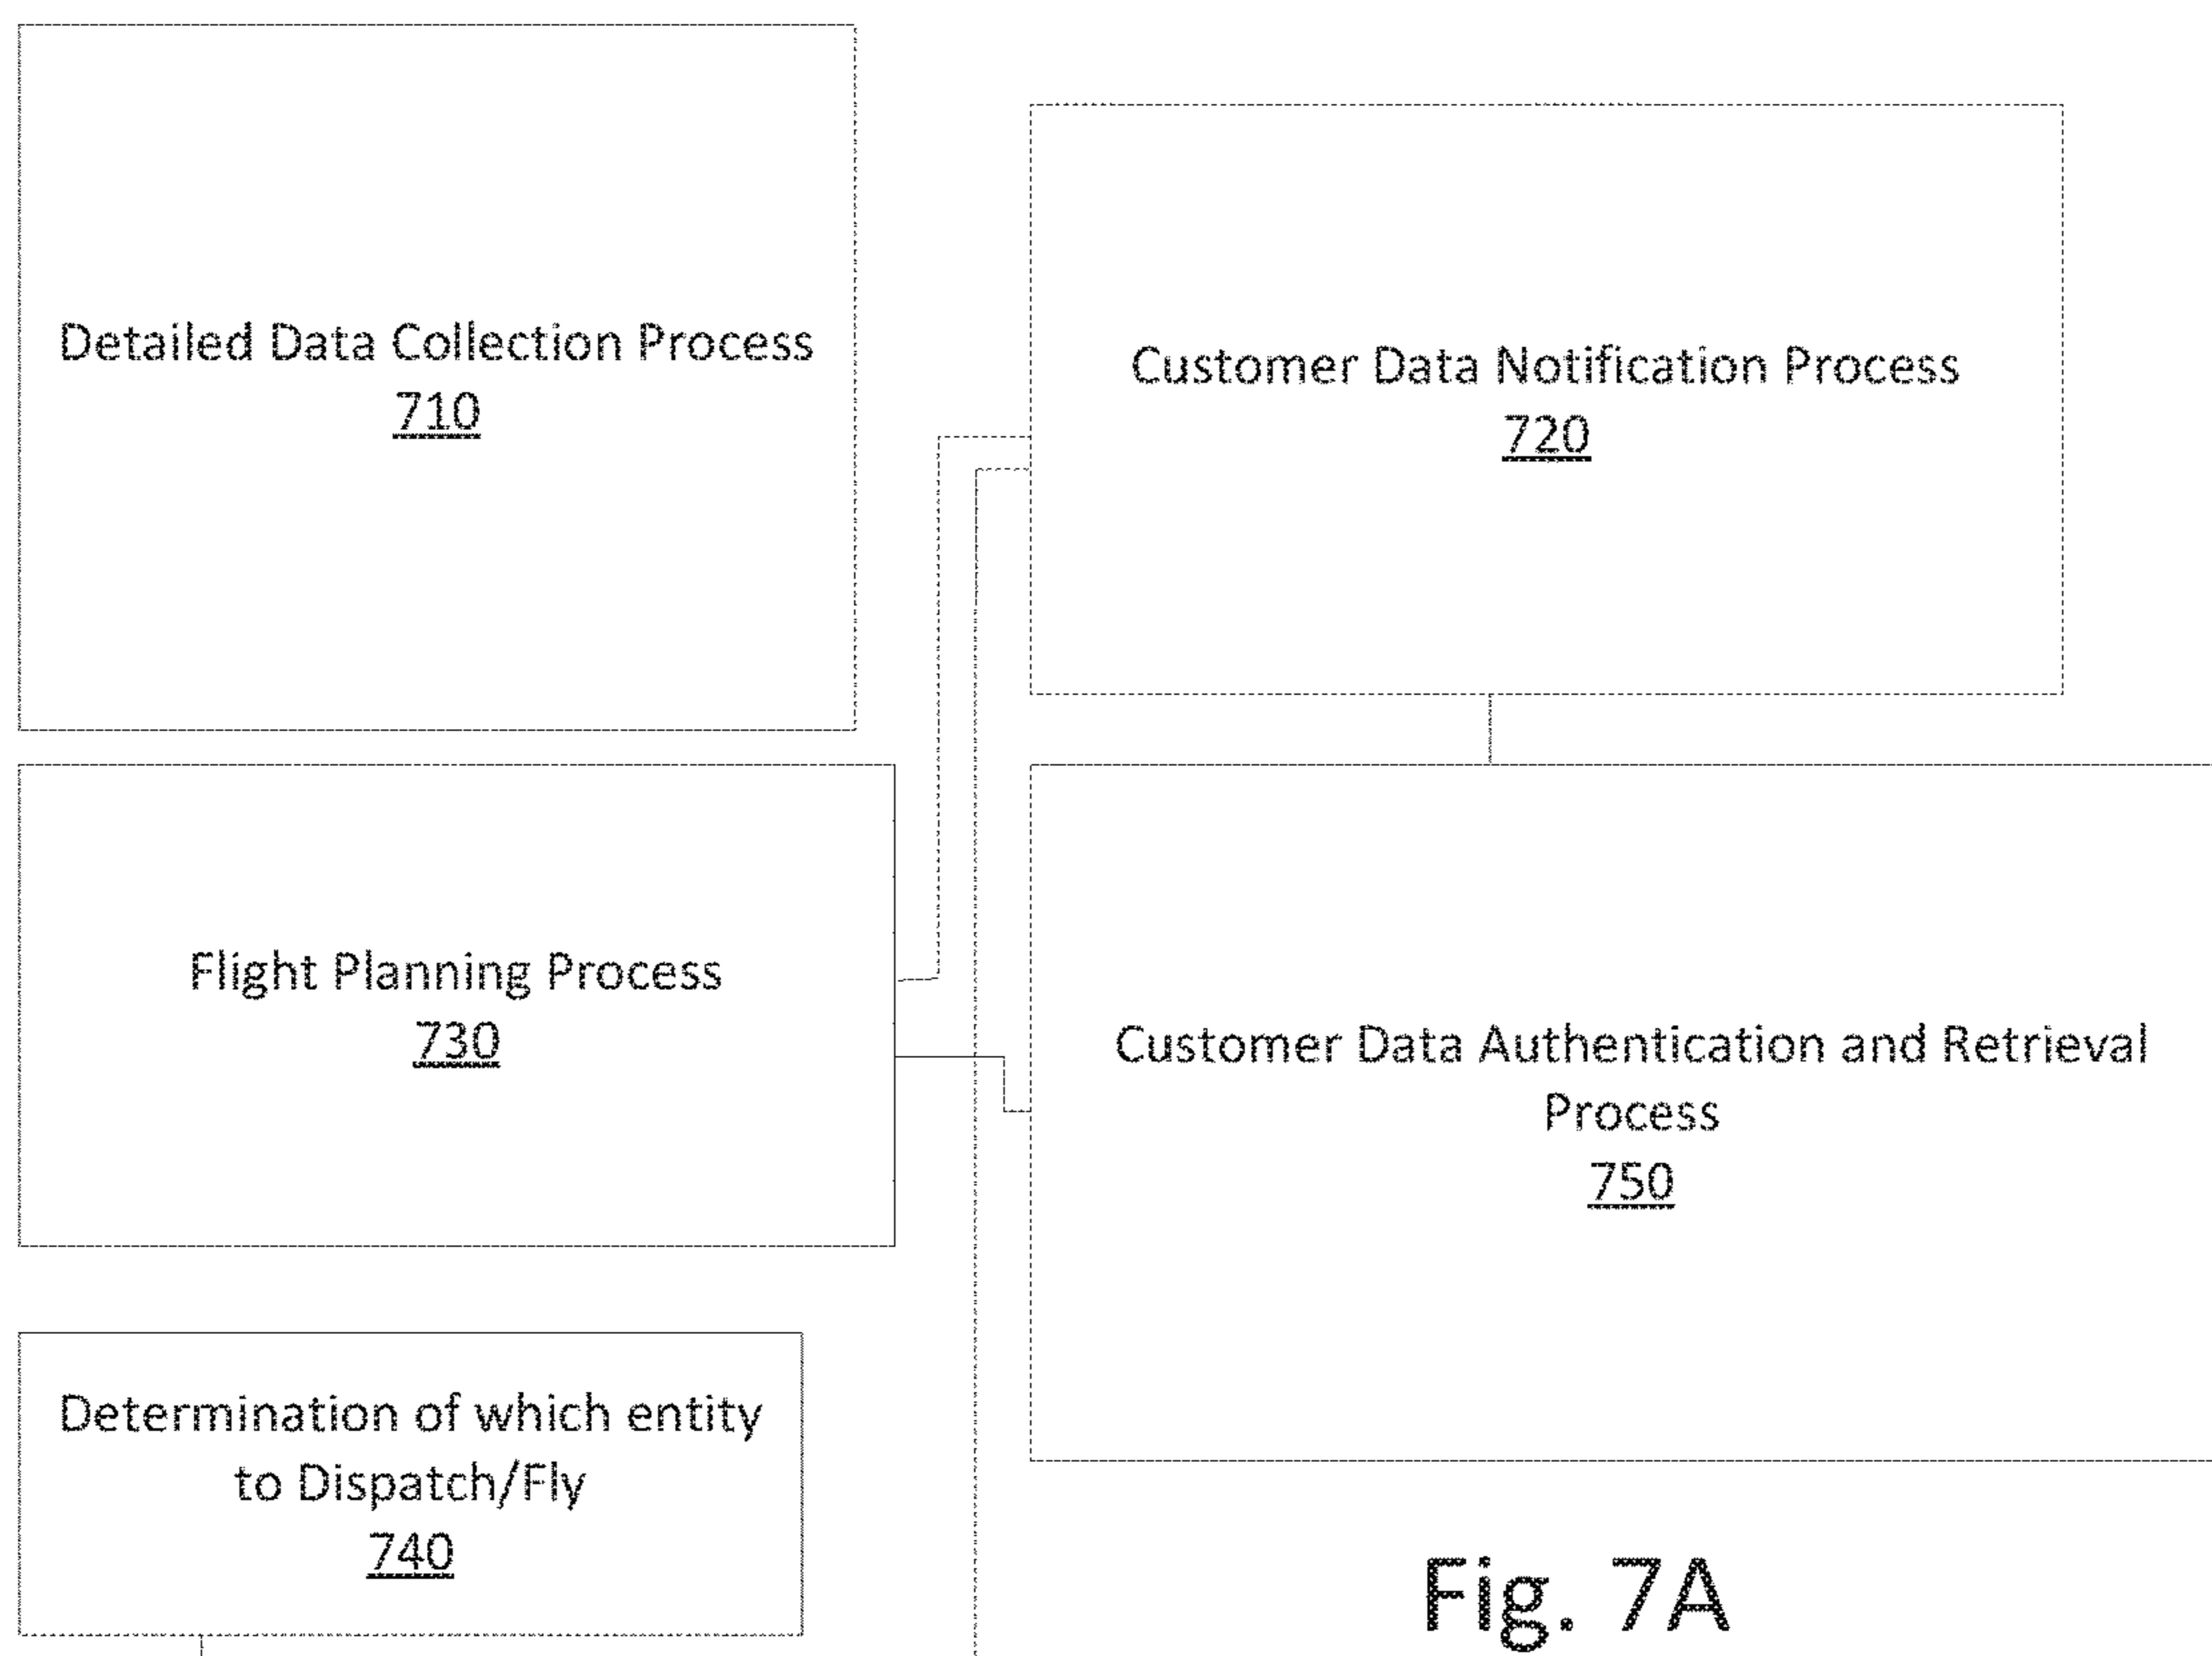 Detailed Data Collection Process
710
Customer Data Notification Process
720
Flight Planning Process
730
Customer Data Authentication and Retrieval
Process
750
Determination of which entity
to Dispatch/Fly
740
Fig. 7A